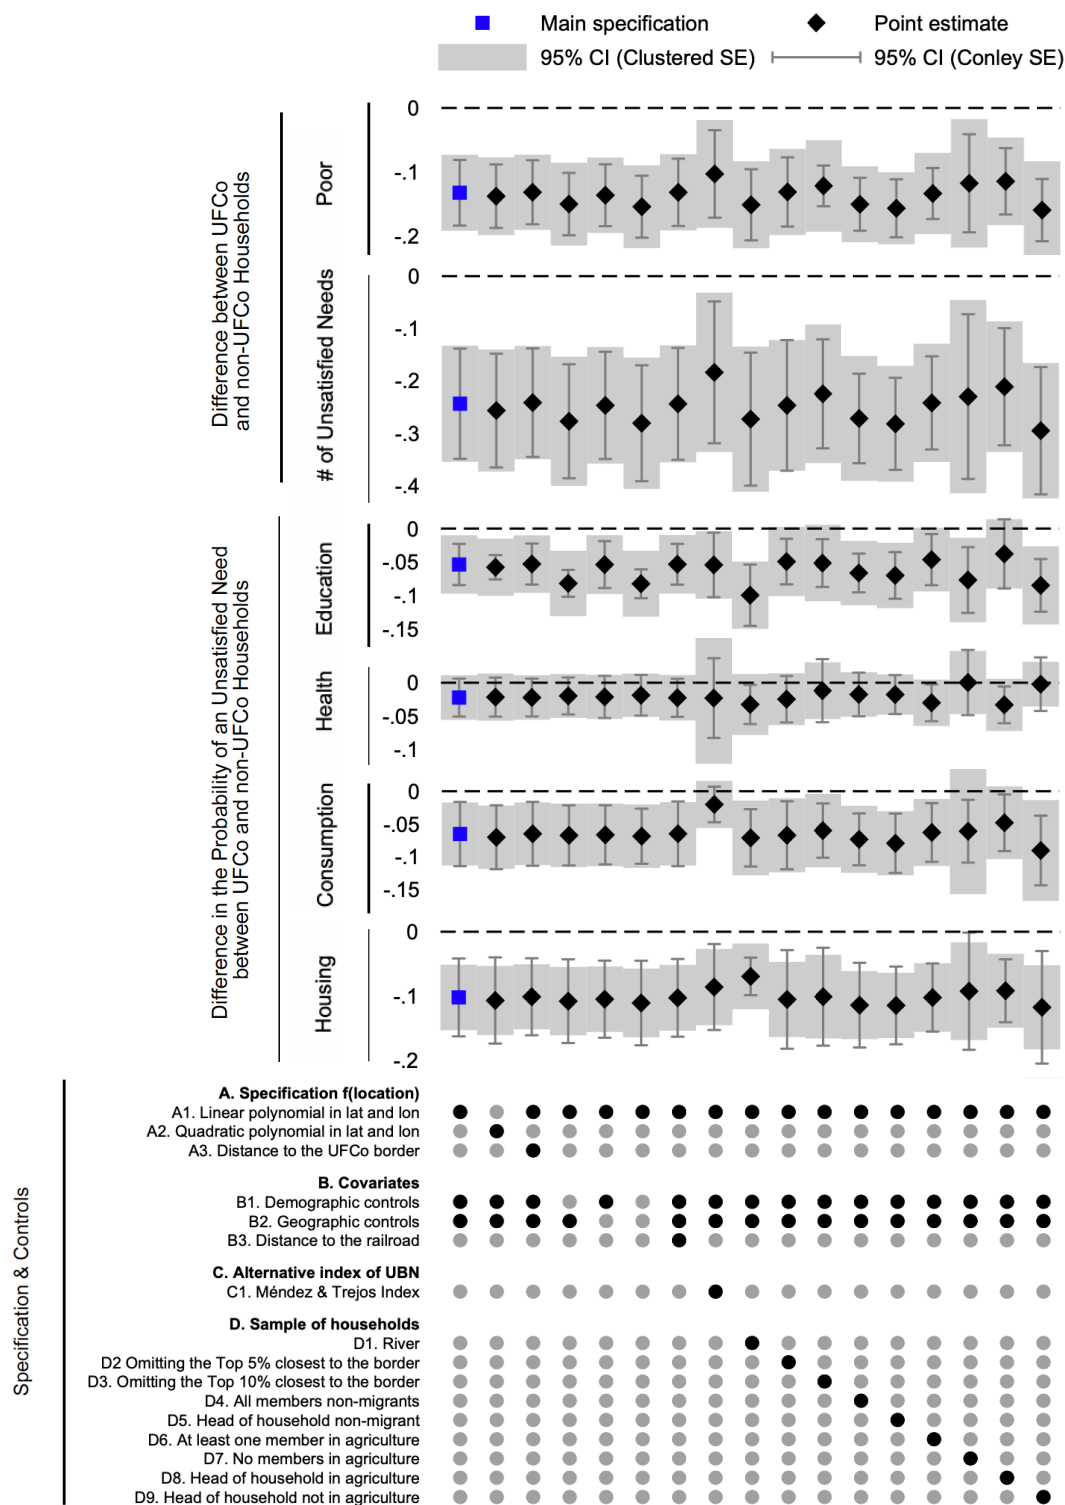 Main specification
Point estimate
95% CI (Clustered SE)
95% CI (Conley SE)
Difference between UFCo
and non-UFCo Households
Poor
0
-.1
-.2
# of Unsatisfied Needs
0
-.1
-.2
-.3
-.4
Difference in the Probability of an Unsatisfied Need
between UFCo and non-UFCo Households
Education
0
-.05
-.1
-.15
Health
0
-.05
-.1
Consumption
0
-.05
-.1
-.15
Housing
0
-.1
-.2
Specification & Controls
A. Specification f(location)
A1. Linear polynomial in lat and lon
A2. Quadratic polynomial in lat and lon
A3. Distance to the UFCo border
B. Covariates
B1. Demographic controls
B2. Geographic controls
B3. Distance to the railroad
C. Alternative index of UBN
C1. Méndez & Trejos Index
D. Sample of households
D1. River
D2 Omitting the Top 5% closest to the border
D3. Omitting the Top 10% closest to the border
D4. All members non-migrants
D5. Head of household non-migrant
D6. At least one member in agriculture
D7. No members in agriculture
D8. Head of household in agriculture
D9. Head of household not in agriculture